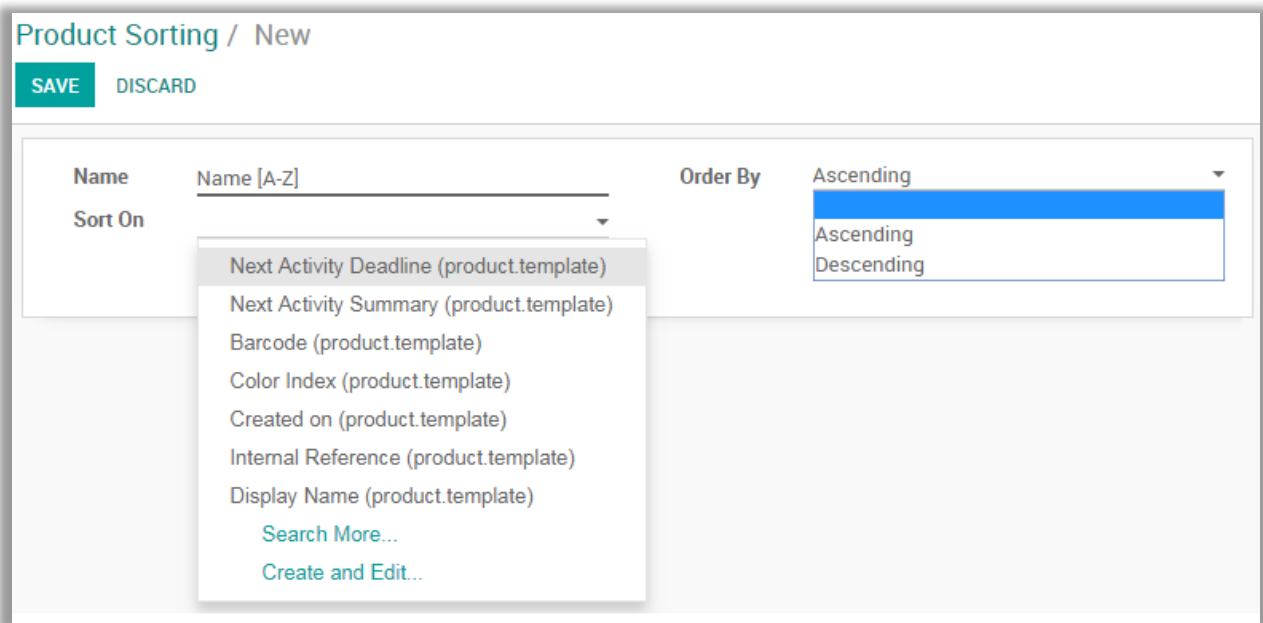 Product Sorting / New
SAVE DISCARD
Name Name [A-Z] Order By Ascending
Sort On
Ascending
Descending
Next Activity Deadline (product.template)
Next Activity Summary (product.template)
Barcode (product.template)
Color Index (product.template)
Created on (product.template)
Internal Reference (product.template)
Display Name (product.template)
Search More...
Create and Edit...